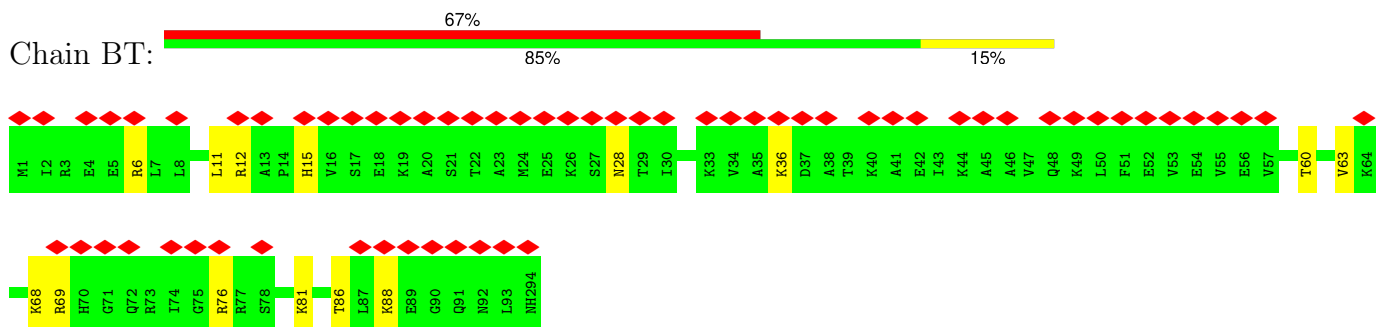 67%
Chain BT:
85% 15%
M1 I2 R3 E4 E5 R6 L7 L8 L11 R12 A13 P14 H15 V16 S17 E18 K19 A20 S21 T22 A23 M24 E25 K26 S27 N28 T29 I30 K33 V34 A35 K36 D37 A38 T39 K40 A41 E42 I43 K44 A45 A46 V47 Q48 K49 L50 F51 E52 V53 E54 V55 E56 V57 T60 V63 K64
K68 R69 H70 G71 Q72 R73 I74 G75 R76 R77 S78 K81 T86 L87 K88 E89 G90 Q91 N92 L93 NH294